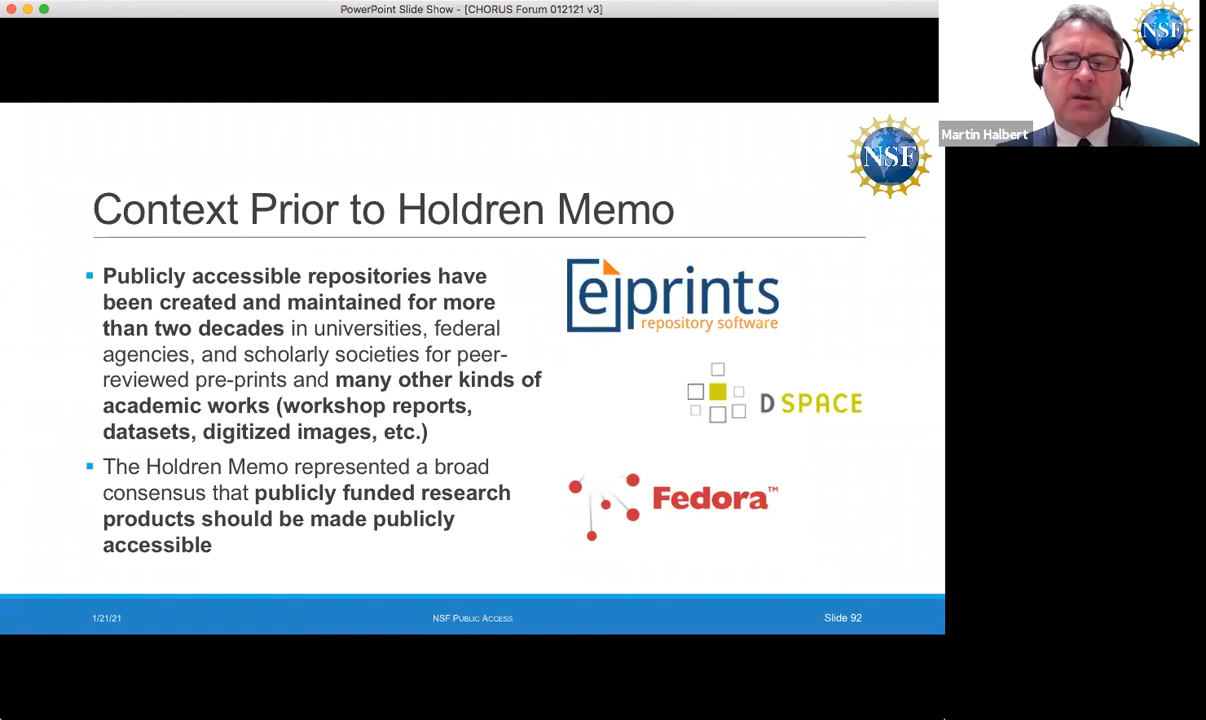 PowerPoint Slide Show - [CHORUS Forum 012121 v3]
NSF
Martin Halbert
NSF
Context Prior to Holdren Memo
Publicly accessible repositories have
been created and maintained for more
than two decades in universities, federal
agencies, and scholarly societies for peer-
reviewed pre-prints and many other kinds of
academic works (workshop reports,
datasets, digitized images, etc.)
The Holdren Memo represented a broad
consensus that publicly funded research
products should be made publicly
accessible
eprints
repository software
D SPACE
Fedora™
1/21/21
NSF Public Access
Slide 92